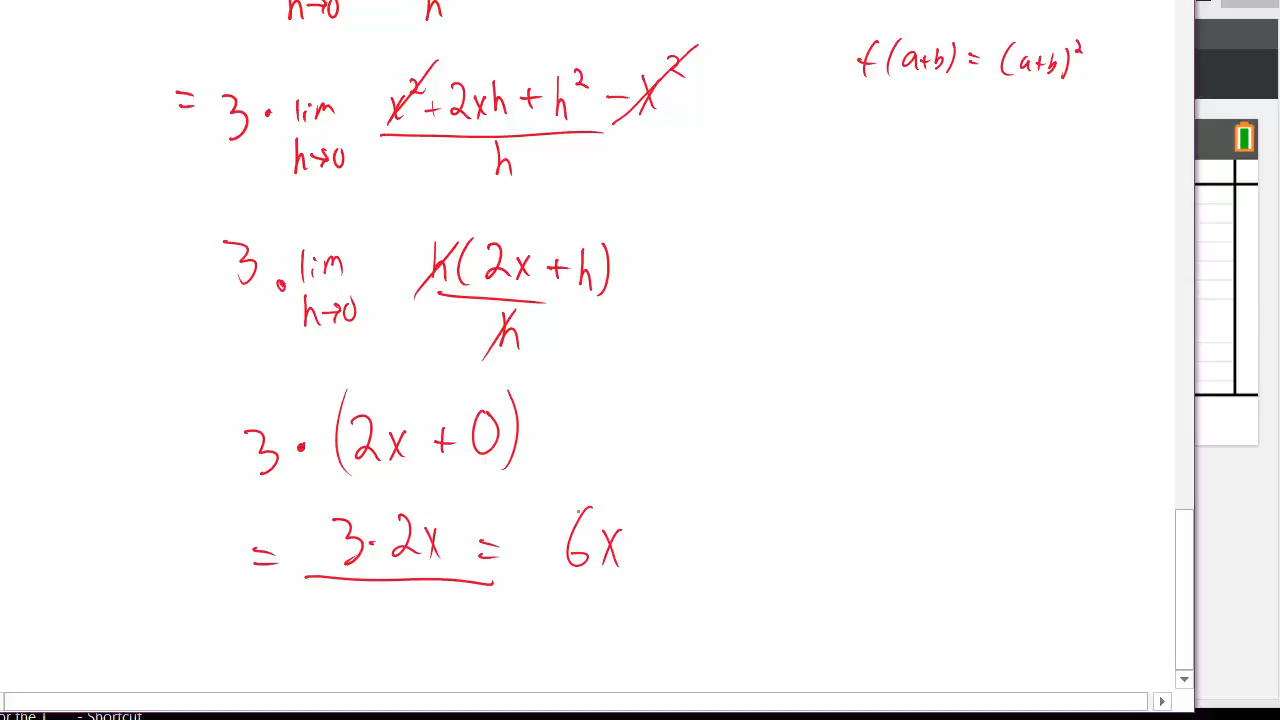 h→0 h
f(a+b) = (a+b)²
= 3 · lim x² + 2xh + h² - x²
h→0 h
3 · lim h(2x + h)
h→0 h
3 · (2x + 0)
= 3 · 2x = 6x
- Shortcut